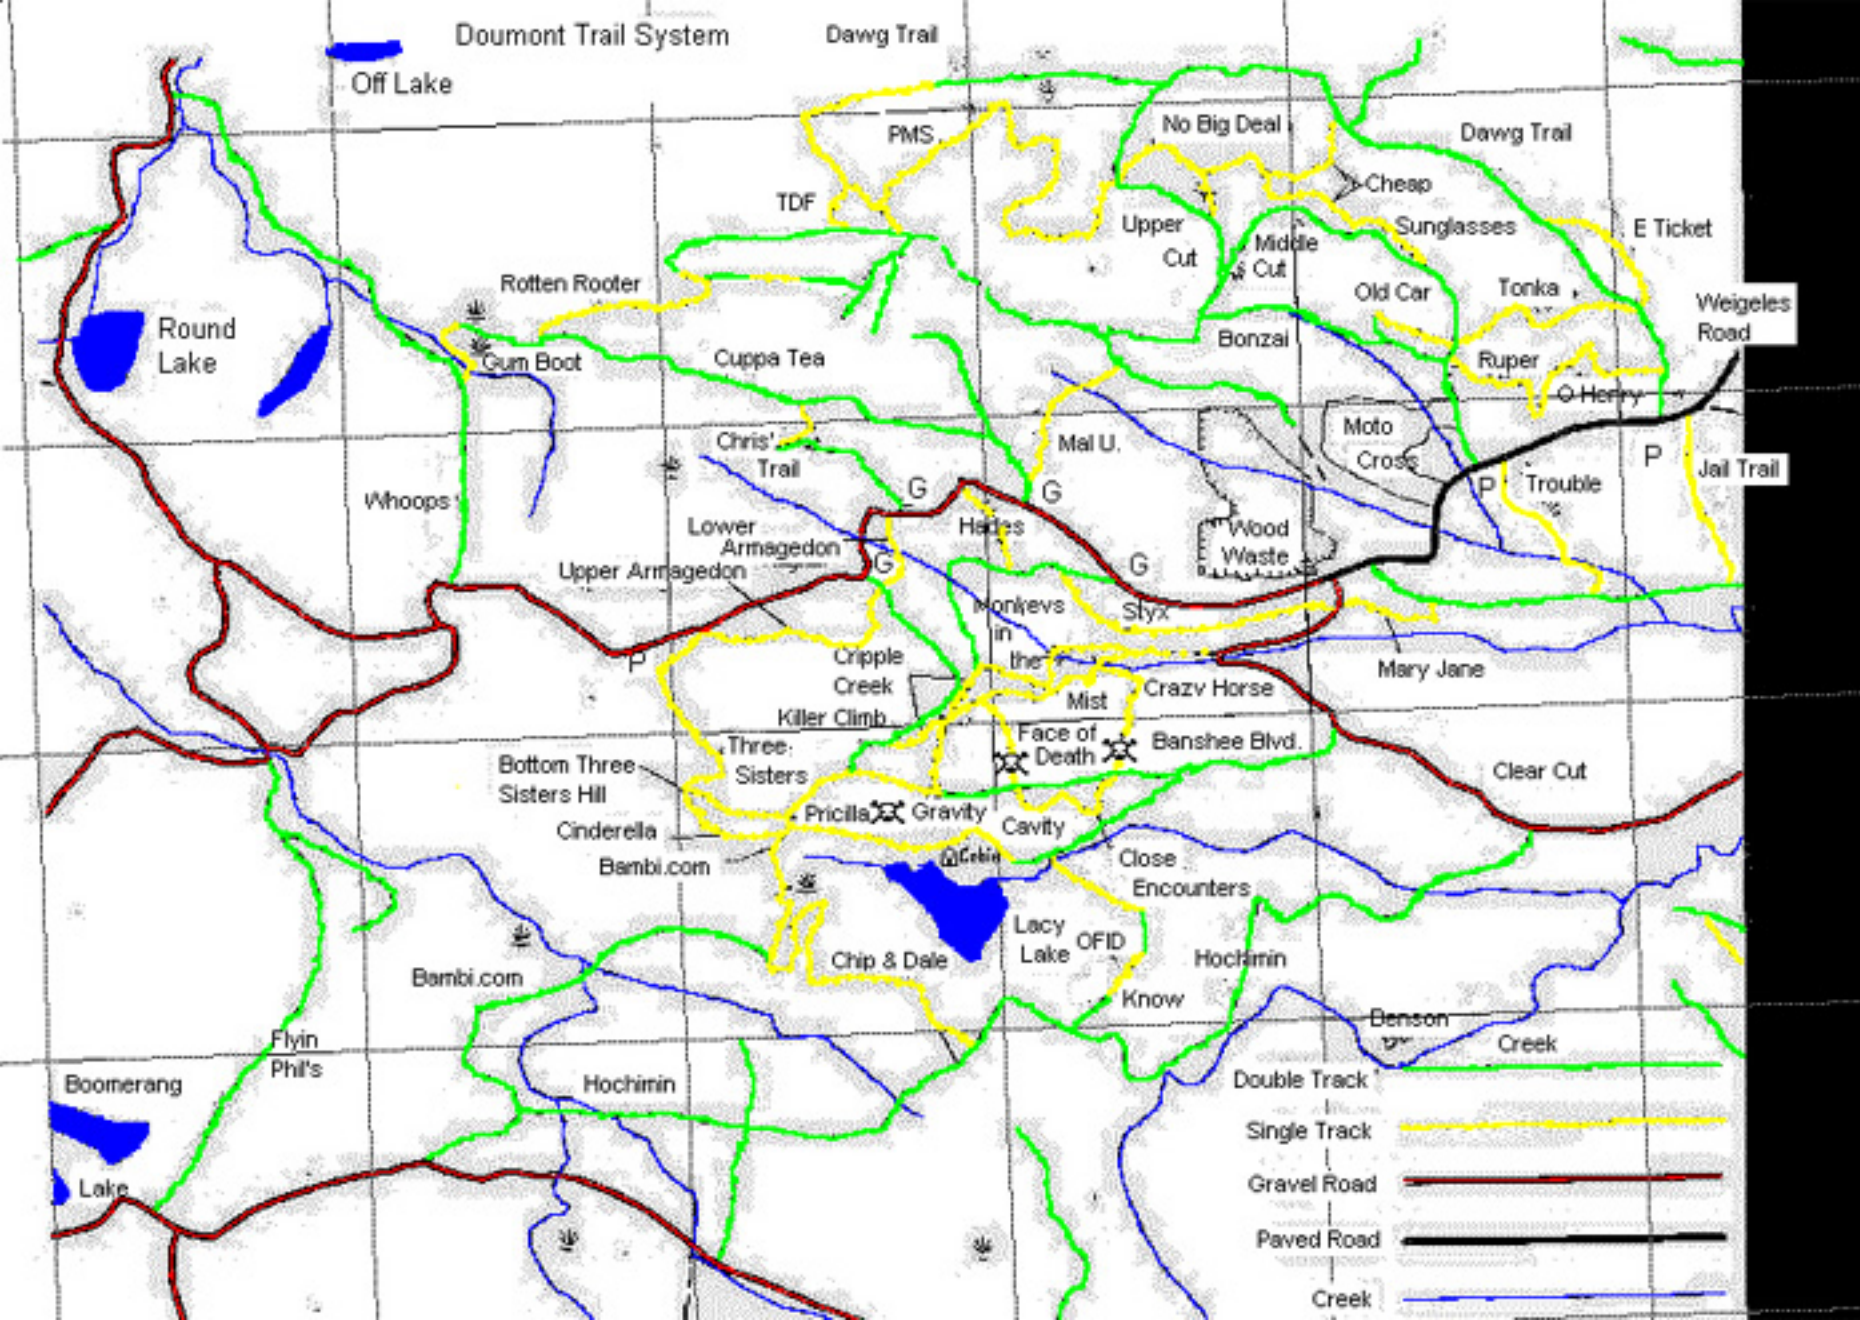 Doumont Trail System
Dawg Trail
Off Lake
PMS
No Big Deal
Dawg Trail
Cheap
TDF
Upper
Cut
Sunglasses
E Ticket
Middle
Cut
Rotten Rooter
Old Car
Tonka
Weigeles
Road
Round
Lake
Bonzai
Gum Boot
Cuppa Tea
Ruper
O Henry
Chris'
Trail
Mal U.
Moto
Cross
P
Jail Trail
Whoops
G
G
P
Trouble
Lower
Armagedon
Hades
Wood
Waste
Upper Armagedon
G
G
Monkeys
in
the
Mist
Styx
P
Cripple
Creek
Mary Jane
Crazy Horse
Killer Climb
Face of
Death
Banshee Blvd.
Three
Sisters
Bottom Three
Sisters Hill
Clear Cut
Pricilla
Gravity
Cavity
Cinderella
Bambi.com
Cabin
Close
Encounters
Lacy
Lake
OFID
Chip & Dale
Hochimin
Bambi.com
Know
Flyin
Phil's
Benson
Creek
Boomerang
Lake
Hochimin
Double Track
Single Track
Gravel Road
Paved Road
Creek